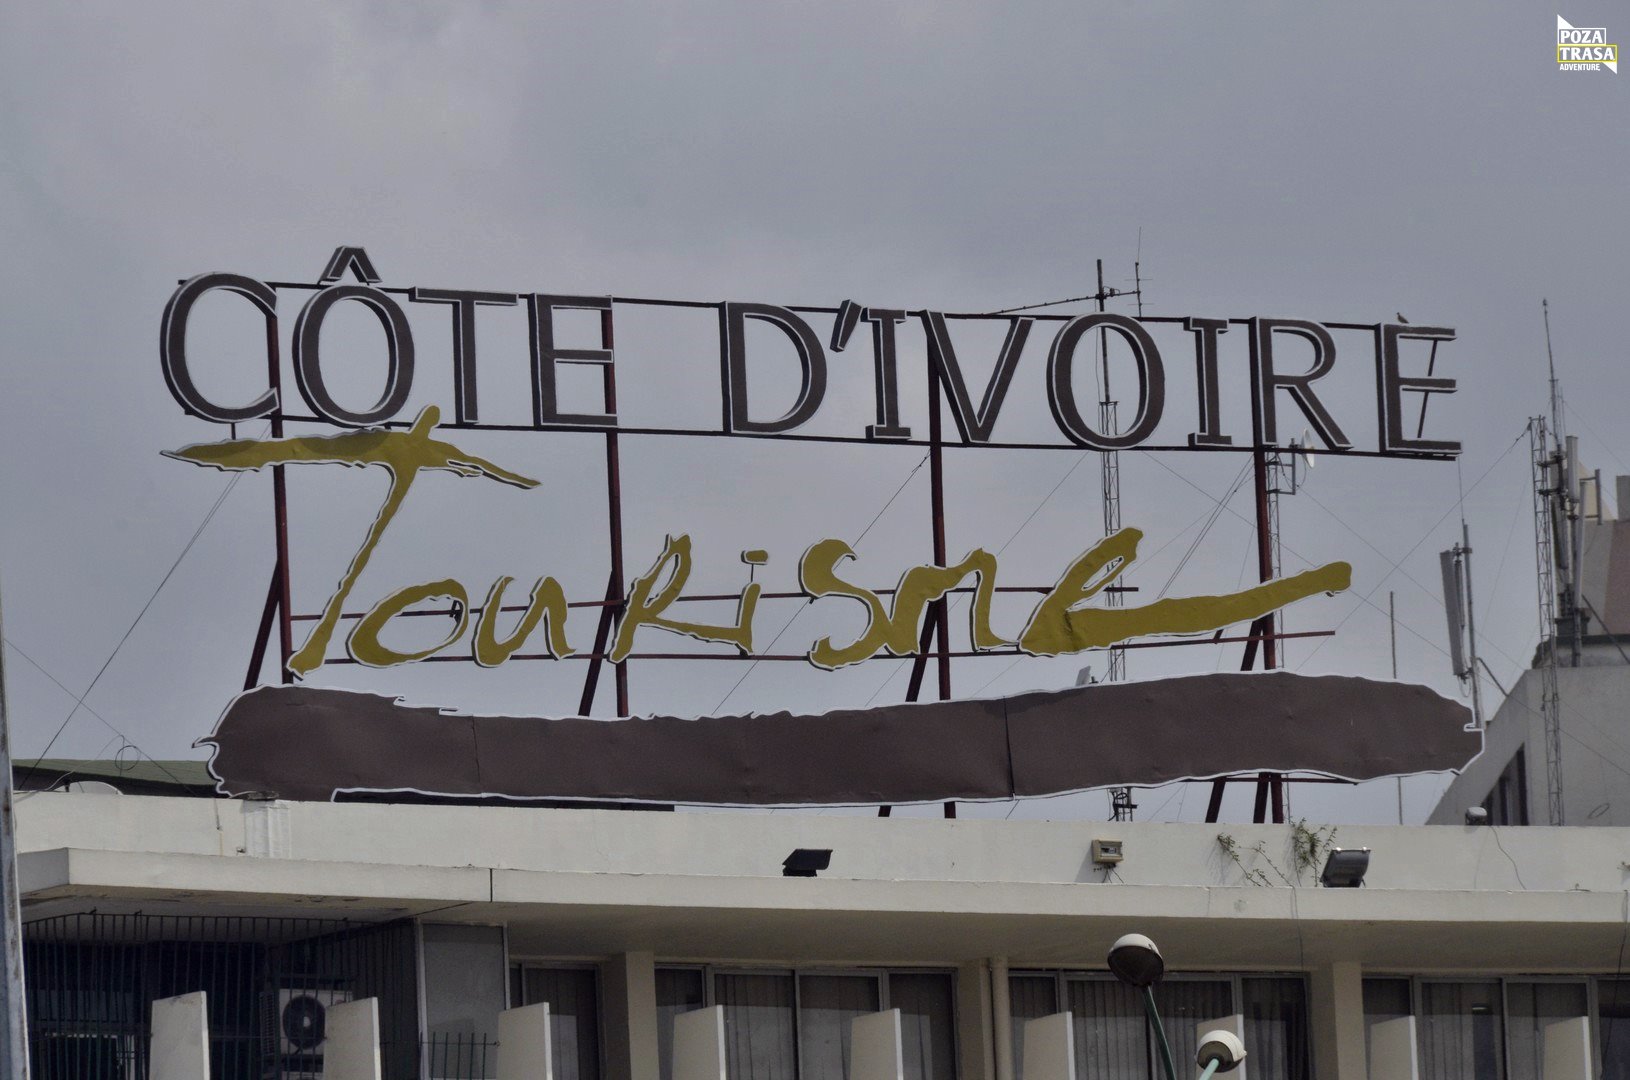 POZA
TRASA
ADVENTURE
CÔTE D'IVOIRE
Tourisme